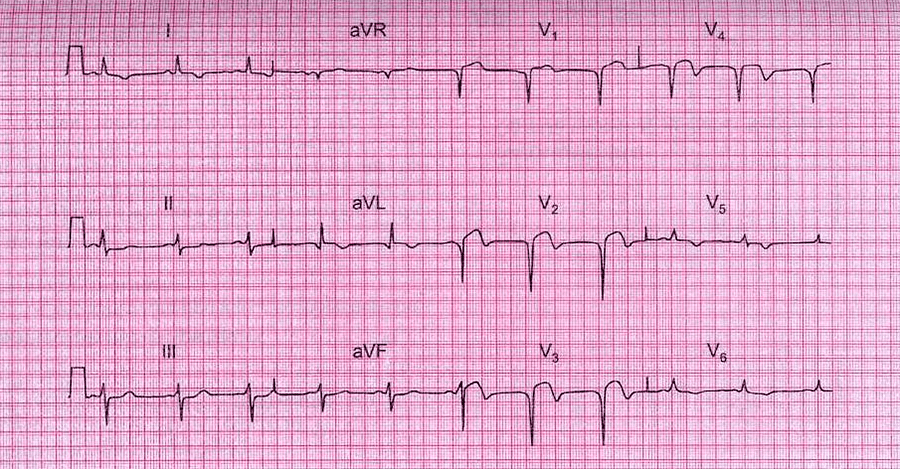 I aVR V₁ V₄
II aVL V₂ V₅
III aVF V₃ V₆